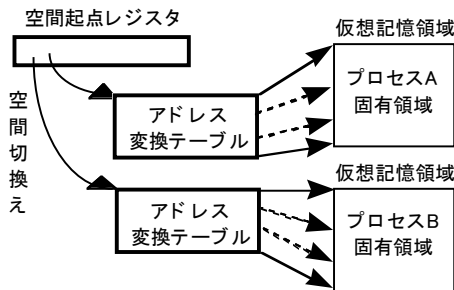 空間起点レジスタ
仮想記憶領域
プロセスA
固有領域
アドレス
変換テーブル
空間切換え
仮想記憶領域
プロセスB
固有領域
アドレス
変換テーブル